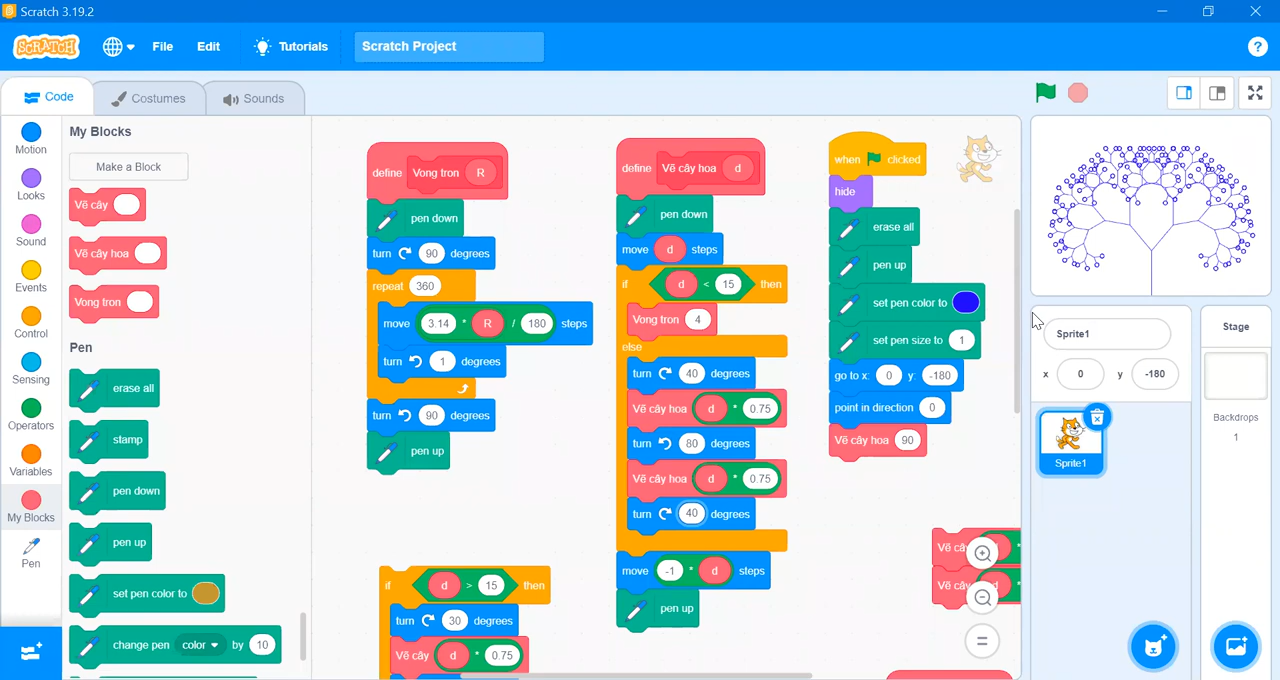 Scratch 3.19.2
SCRATCH File Edit Tutorials Scratch Project ?
Code Costumes Sounds
Motion
Looks
Sound
Events
Control
Sensing
Operators
Variables
My Blocks
Pen
My Blocks
Make a Block
Vẽ cây
Vẽ cây hoa
Vong tron
Pen
erase all
stamp
pen down
pen up
set pen color to
change pen color by 10
define Vong tron R
pen down
turn 90 degrees
repeat 360
move 3.14 * R / 180 steps
turn 1 degrees
turn 90 degrees
pen up
if d > 15 then
turn 30 degrees
Vẽ cây d * 0.75
define Vẽ cây hoa d
pen down
move d steps
if d < 15 then
Vong tron 4
else
turn 40 degrees
Vẽ cây hoa d * 0.75
turn 80 degrees
Vẽ cây hoa d * 0.75
turn 40 degrees
move -1 * d steps
pen up
when clicked
hide
erase all
pen up
set pen color to
set pen size to 1
go to x: 0 y: -180
point in direction 0
Vẽ cây hoa 90
Vẽ cây
Vẽ cây
Sprite1
x 0 y -180
Sprite1
Stage
Backdrops
1